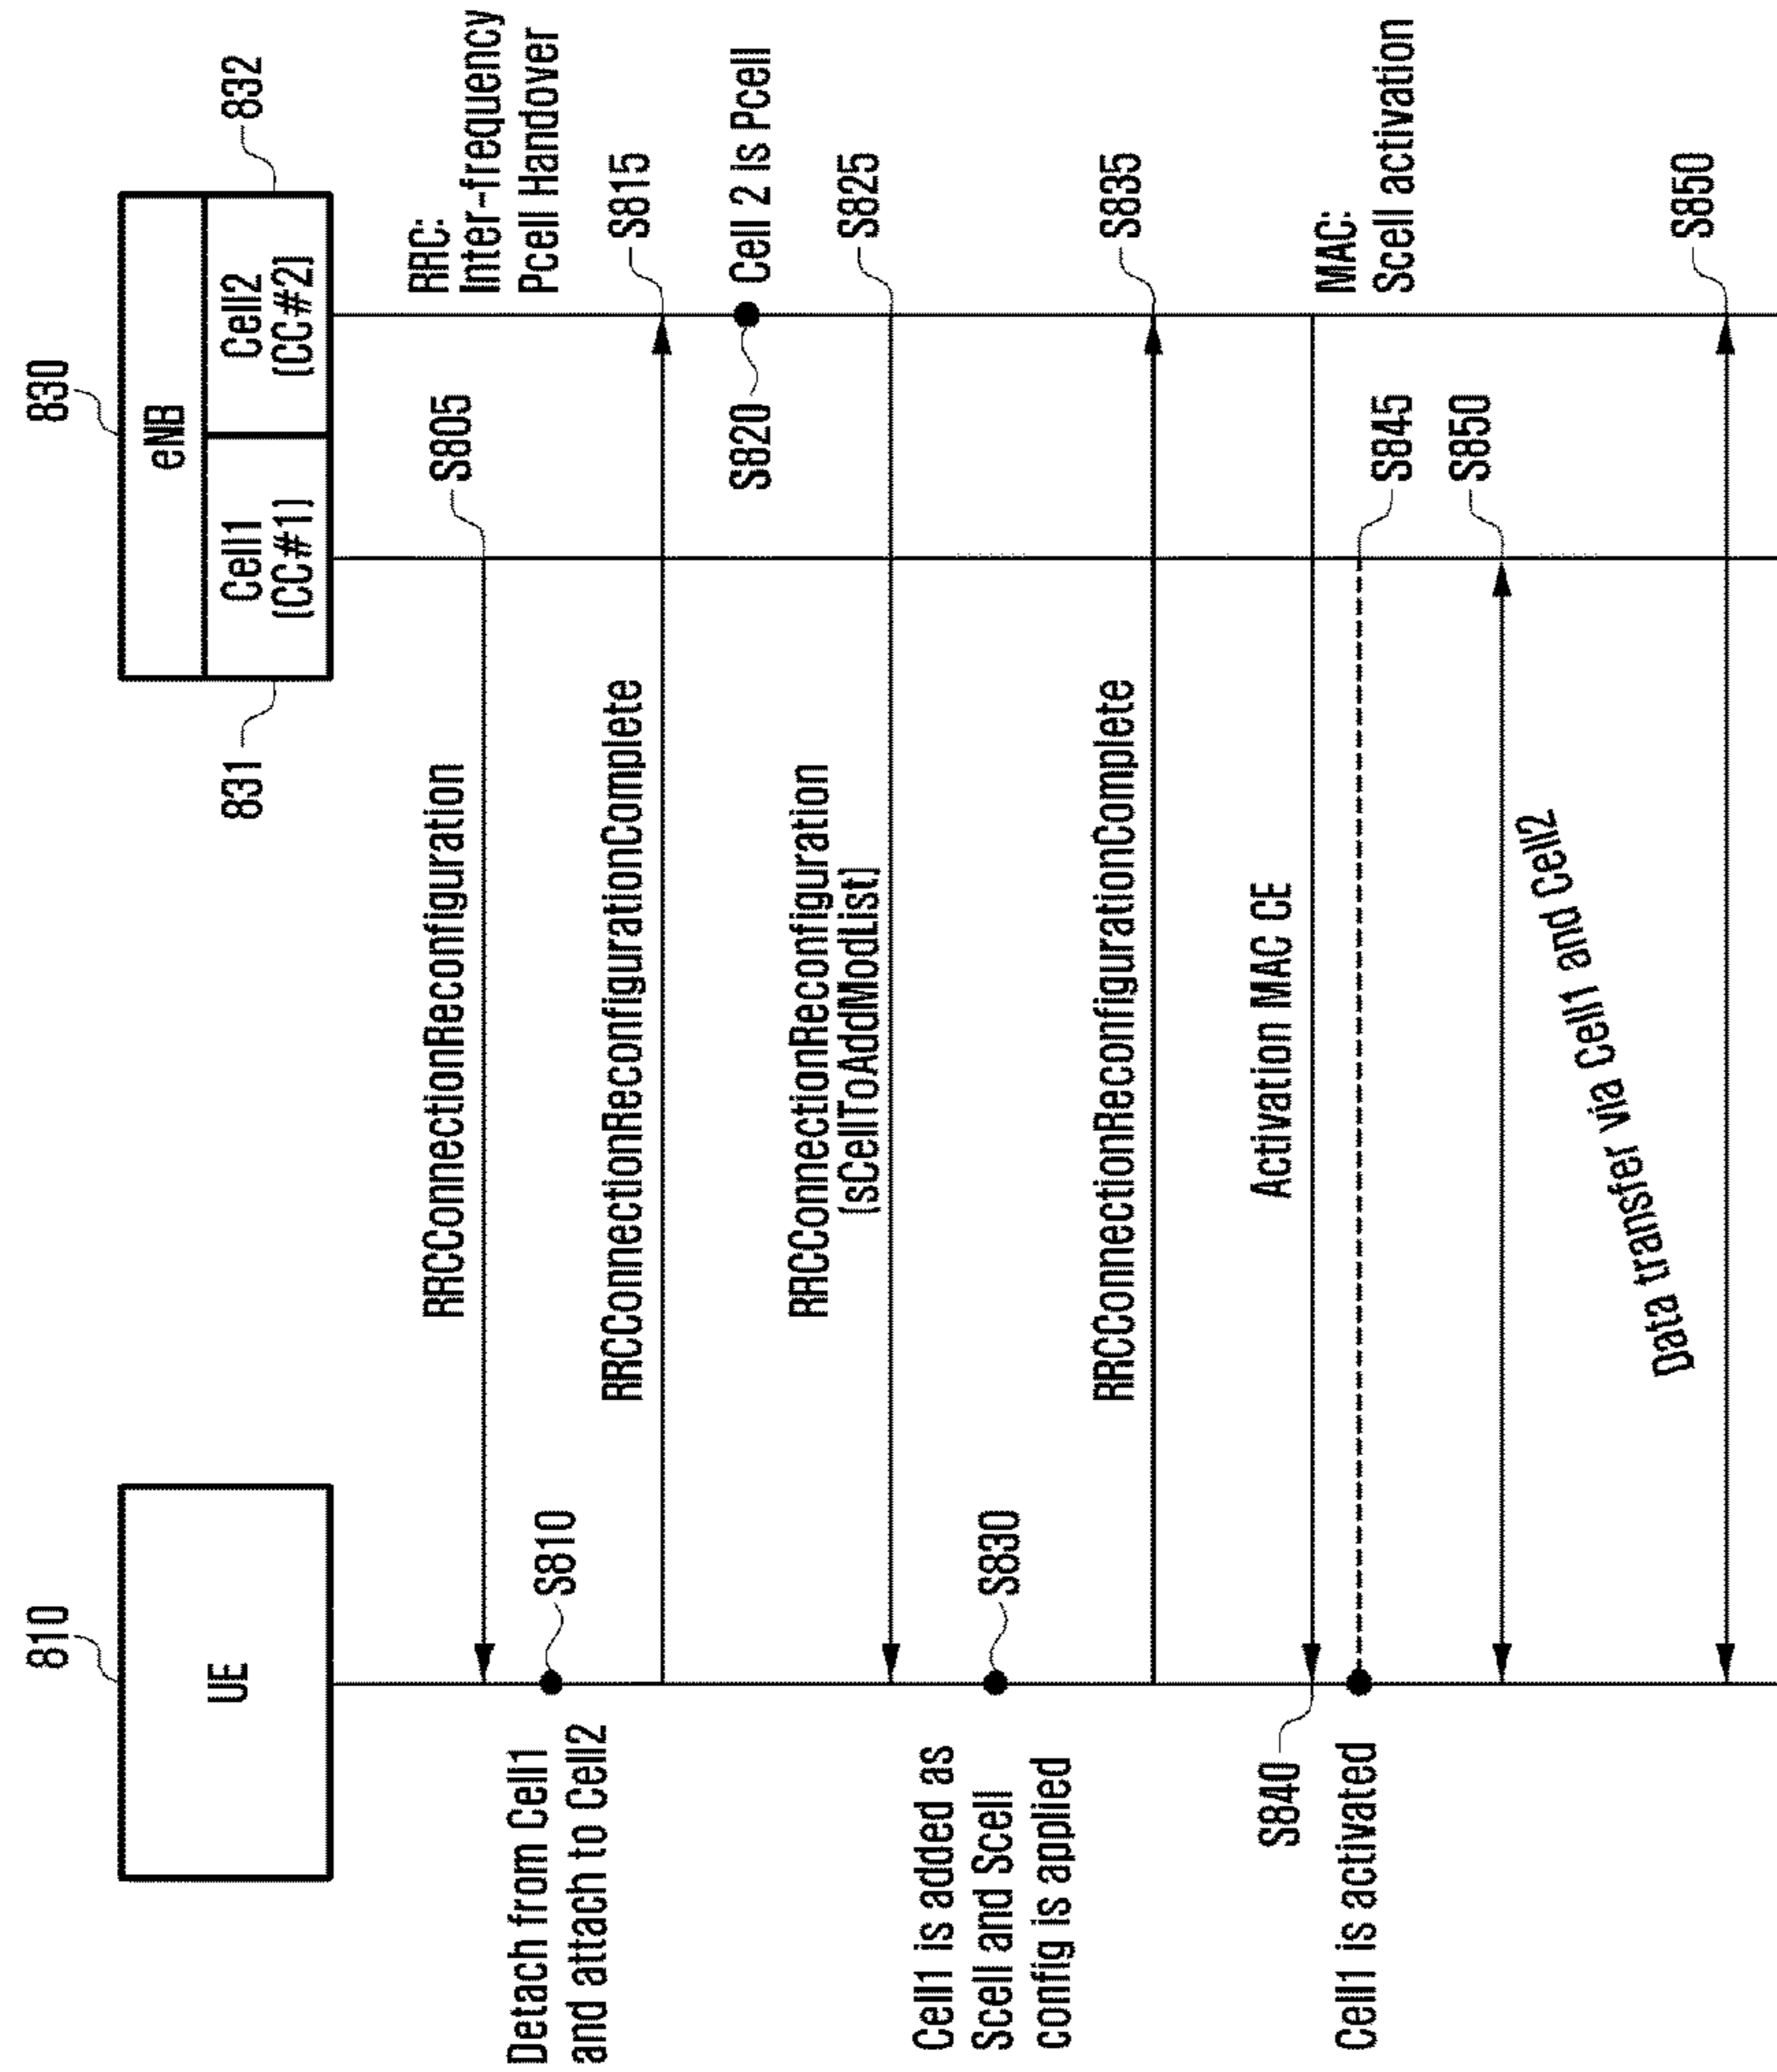 810
830
UE
eNB
Cell1
(CC#1)
Cell2
(CC#2)
831
832
RRCConnectionReconfiguration
S805
RRC:
Inter-frequency
Pcell Handover
Detach from Cell1
and attach to Cell2
S810
RRCConnectionReconfigurationComplete
S815
S820
Cell 2 is Pcell
RRCConnectionReconfiguration
(sCellToAddModList)
S825
Cell1 is added as
Scell and Scell
config is applied
S830
RRCConnectionReconfigurationComplete
S835
S840
Activation MAC CE
MAC:
Scell activation
Cell1 is activated
S845
S850
Data transfer via Cell1 and Cell2
S850